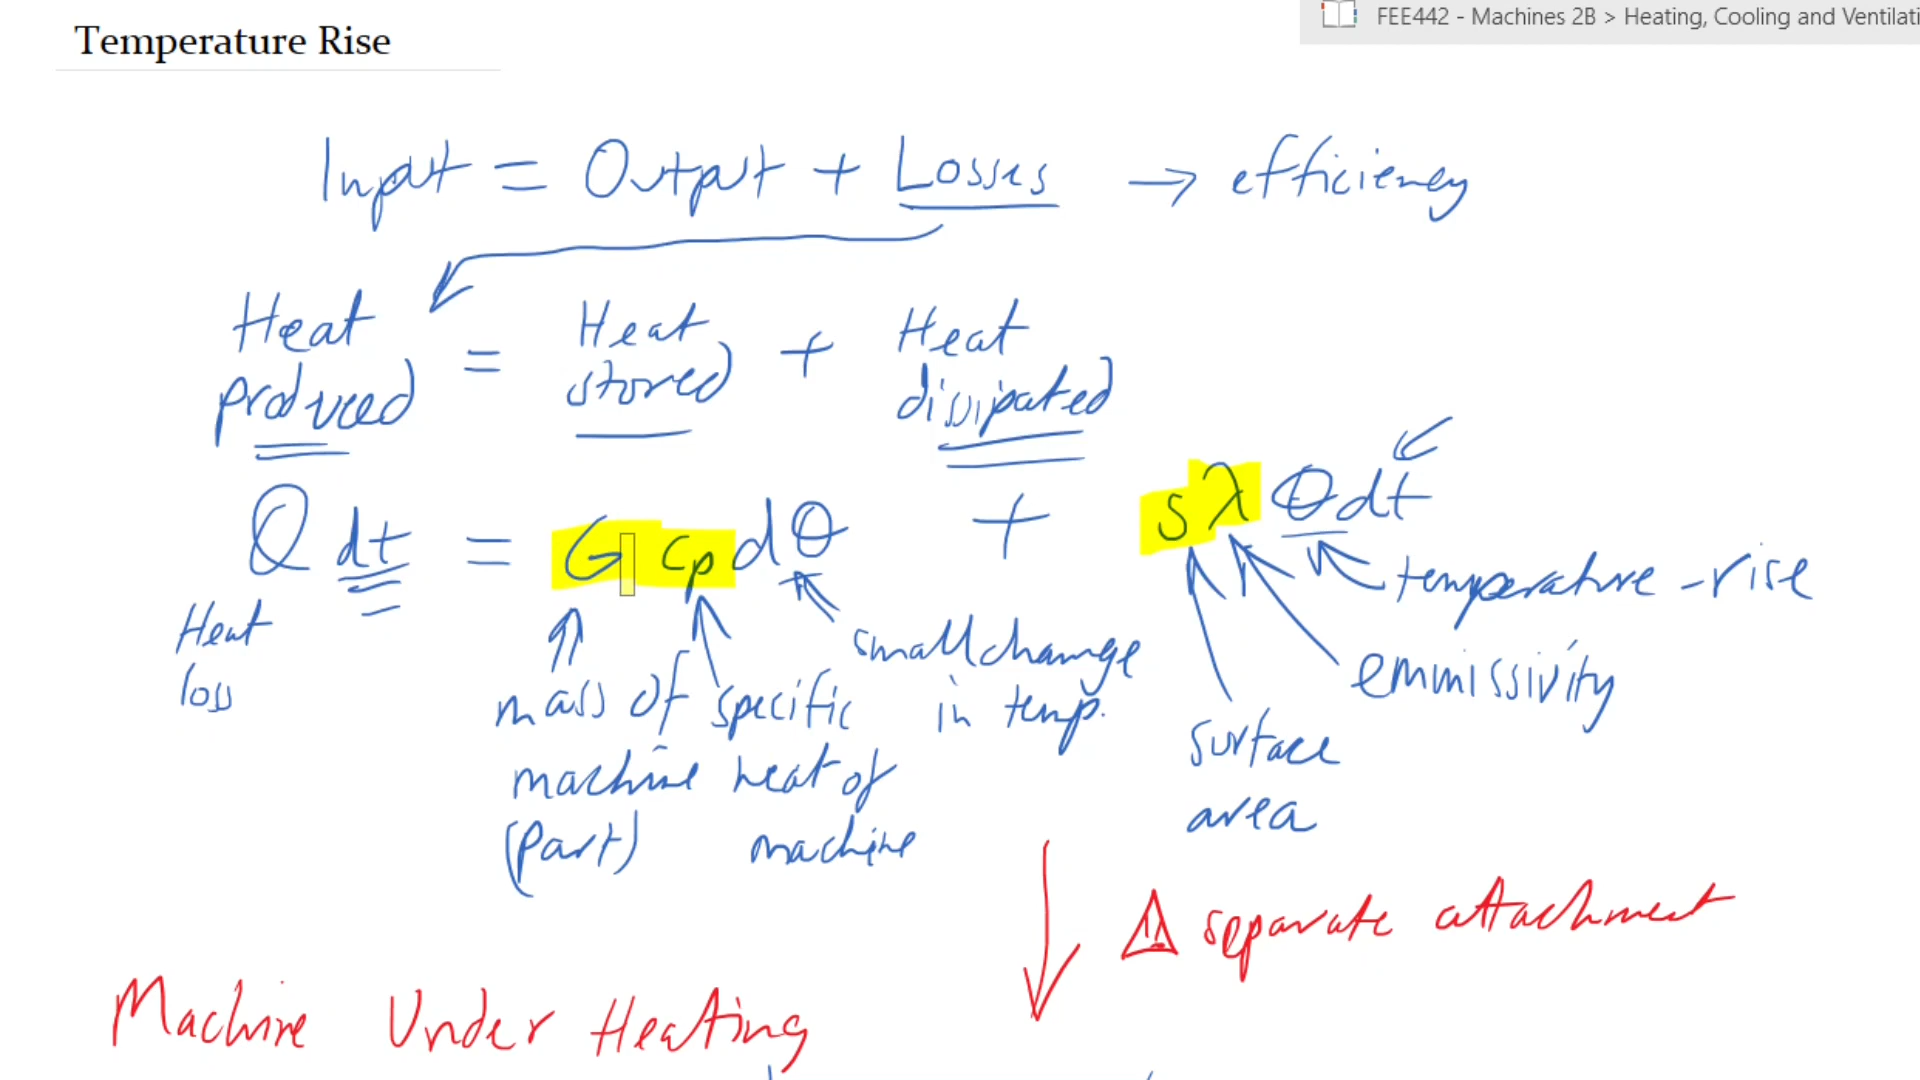 FEE442 - Machines 2B > Heating, Cooling and Ventilati
Temperature Rise
Input = Output + Losses → efficiency
Heat produced = Heat stored + Heat dissipated
Q dt = G cp dθ + s λ θ dt
Heat loss
mass of machine (part)
specific heat of machine
small change in temp.
surface area
emmissivity
temperature-rise
⚠ separate attachment
Machine Under Heating